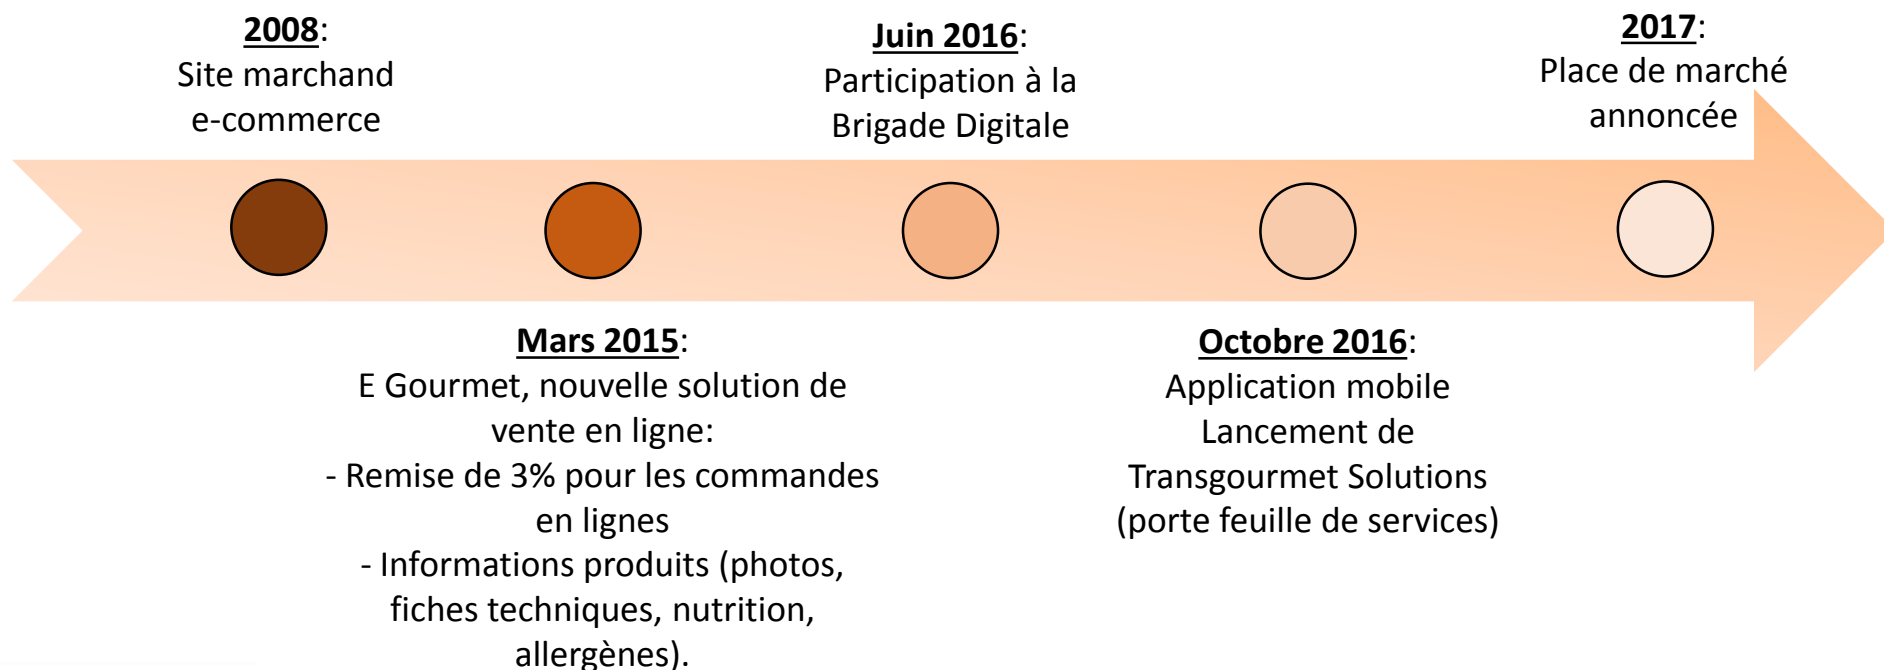 2008:
Site marchand
e-commerce
Mars 2015:
E Gourmet, nouvelle solution de
vente en ligne:
- Remise de 3% pour les commandes
en lignes
- Informations produits (photos,
fiches techniques, nutrition,
allergènes).
Juin 2016:
Participation à la
Brigade Digitale
Octobre 2016:
Application mobile
Lancement de
Transgourmet Solutions
(porte feuille de services)
2017:
Place de marché
annoncée